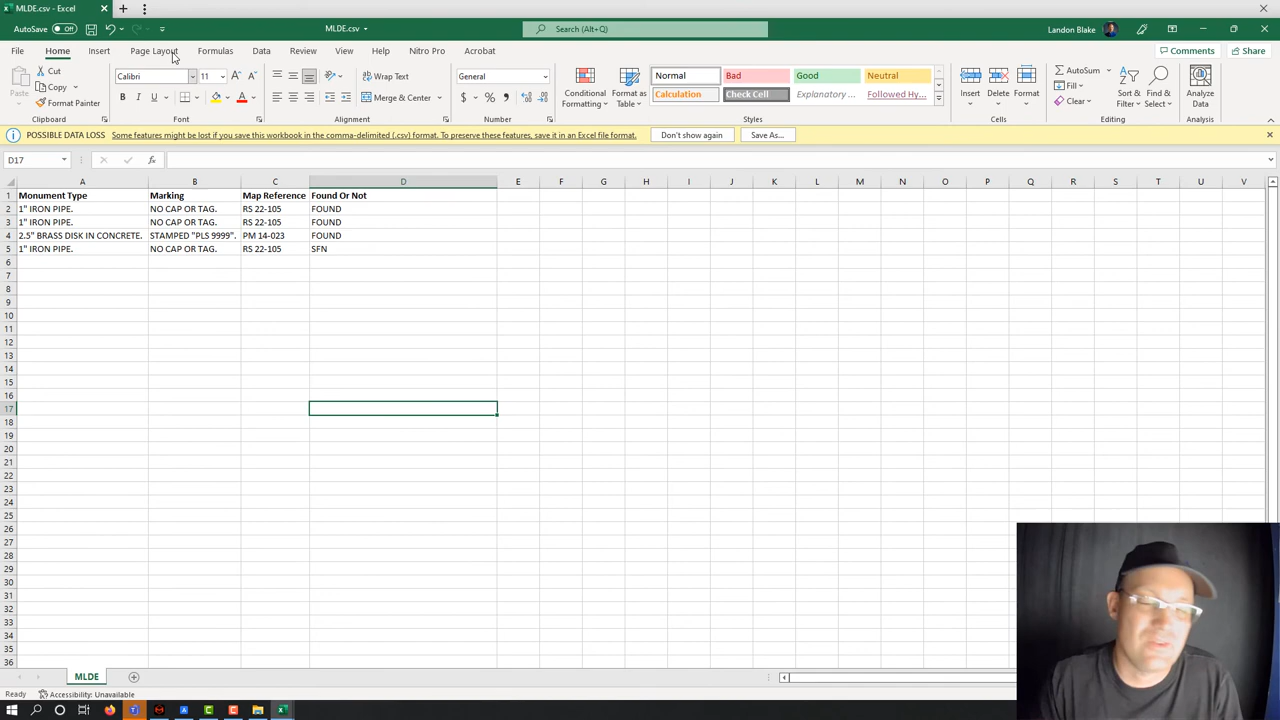 MLDE.csv - Excel
AutoSave Off MLDE.csv Search (Alt+Q) Landon Blake
File Home Insert Page Layout Formulas Data Review View Help Nitro Pro Acrobat Comments Share
Paste
Cut
Copy
Format Painter
Clipboard
Calibri 11
B I U
Font
Wrap Text
Merge & Center
Alignment
General
$ % ,
Number
Conditional Formatting
Format as Table
Normal Bad Good Neutral
Calculation Check Cell Explanatory ... Followed Hy...
Styles
Insert Delete Format
Cells
AutoSum
Fill
Clear
Sort & Filter
Find & Select
Editing
Analyze Data
Analysis
POSSIBLE DATA LOSS Some features might be lost if you save this workbook in the comma-delimited (.csv) format. To preserve these features, save it in an Excel file format. Don't show again Save As...
D17 fx
A B C D E F G H I J K L M N O P Q R S T U V
1 Monument Type Marking Map Reference Found Or Not
2 1" IRON PIPE. NO CAP OR TAG. RS 22-105 FOUND
3 1" IRON PIPE. NO CAP OR TAG. RS 22-105 FOUND
4 2.5" BRASS DISK IN CONCRETE. STAMPED "PLS 9999". PM 14-023 FOUND
5 1" IRON PIPE. NO CAP OR TAG. RS 22-105 SFN
6
7
8
9
10
11
12
13
14
15
16
17
18
19
20
21
22
23
24
25
26
27
28
29
30
31
32
33
34
35
36
MLDE
Ready Accessibility: Unavailable